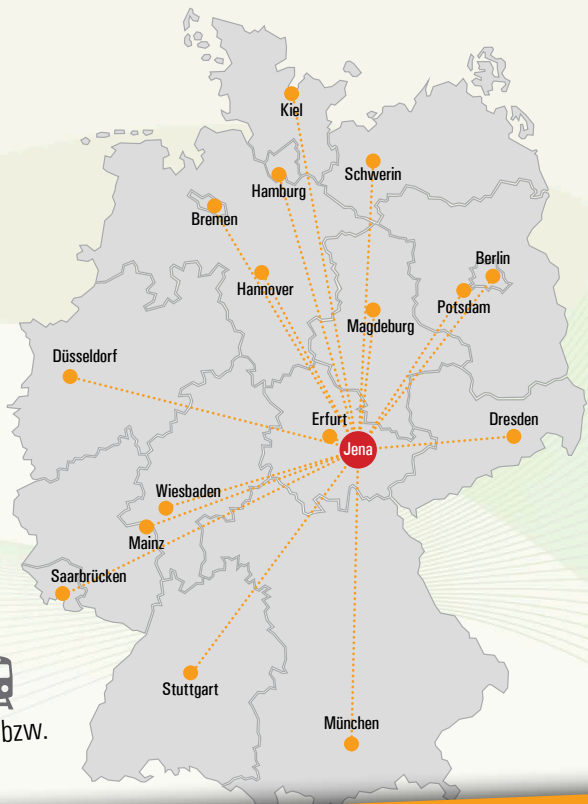 Kiel
Schwerin
Hamburg
Bremen
Berlin
Hannover
Potsdam
Magdeburg
Düsseldorf
Erfurt
Dresden
Jena
Wiesbaden
Mainz
Saarbrücken
Stuttgart
München
bzw.